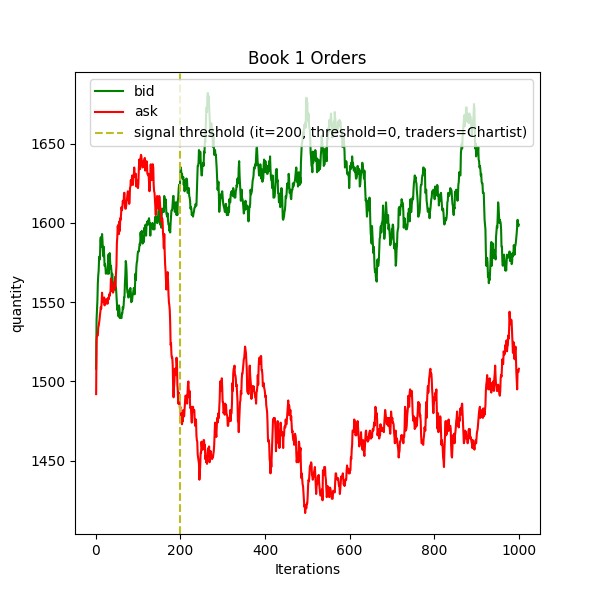 Book 1 Orders
bid
ask
signal threshold (it=200, threshold=0, traders=Chartist)
1650
1600
1550
1500
1450
quantity
0 200 400 600 800 1000
Iterations